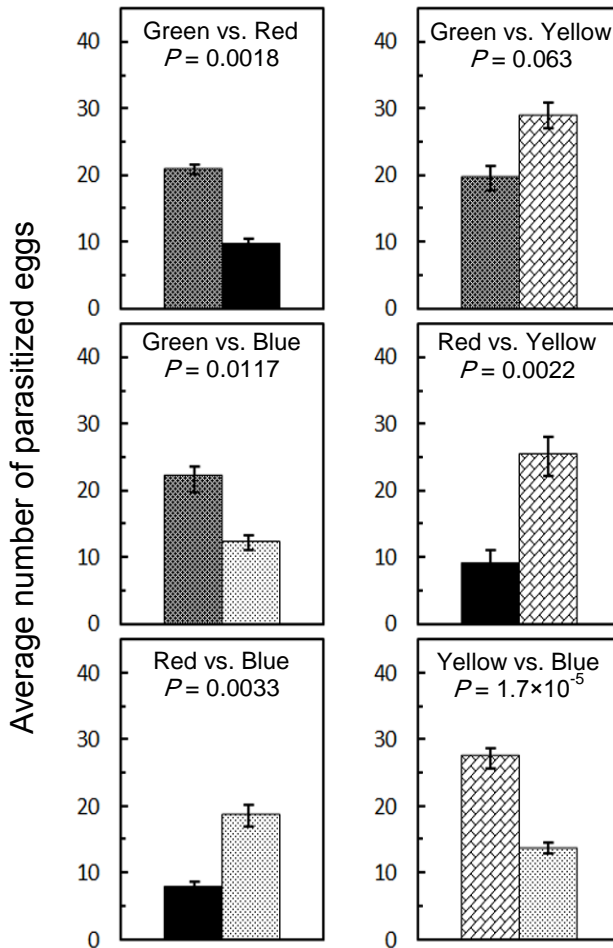 Average number of parasitized eggs
Green vs. Red
P = 0.0018
40
30
20
10
0
Green vs. Yellow
P = 0.063
40
30
20
10
0
Green vs. Blue
P = 0.0117
40
30
20
10
0
Red vs. Yellow
P = 0.0022
40
30
20
10
0
Red vs. Blue
P = 0.0033
40
30
20
10
0
Yellow vs. Blue
P = 1.7×10⁻⁵
40
30
20
10
0